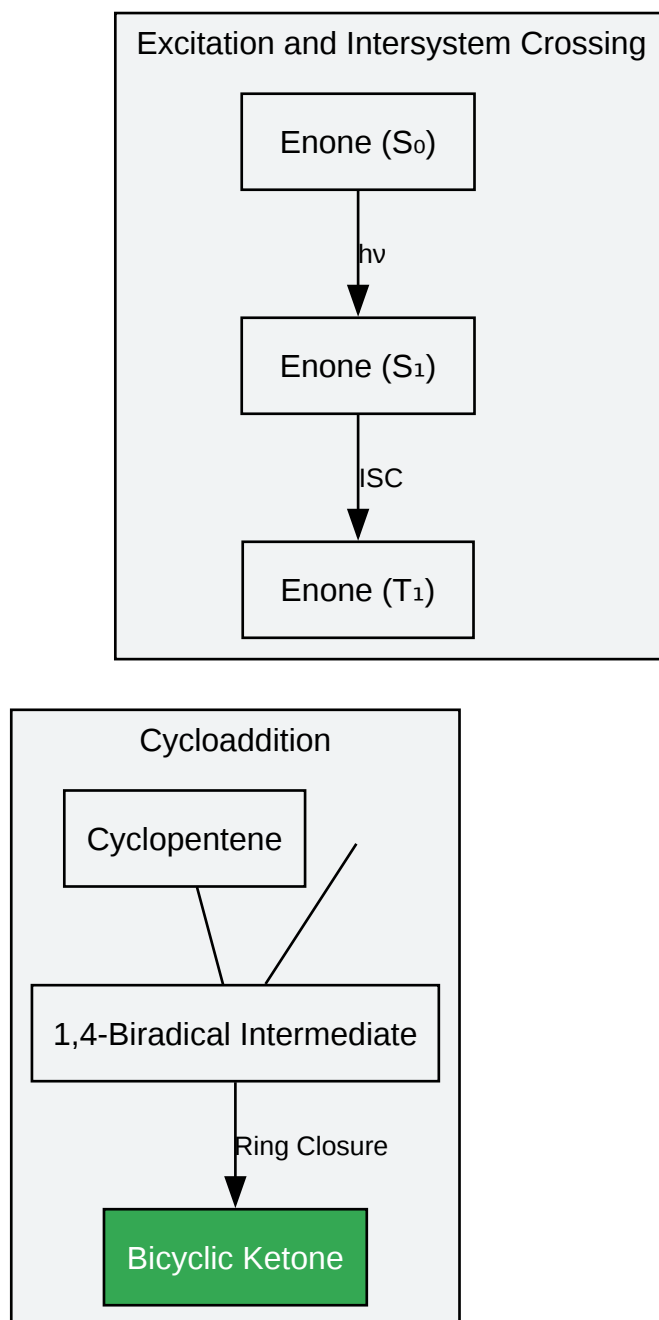 Excitation and Intersystem Crossing
Enone (S₀)
hν
Enone (S₁)
ISC
Enone (T₁)
Cycloaddition
Cyclopentene
1,4-Biradical Intermediate
Ring Closure
Bicyclic Ketone